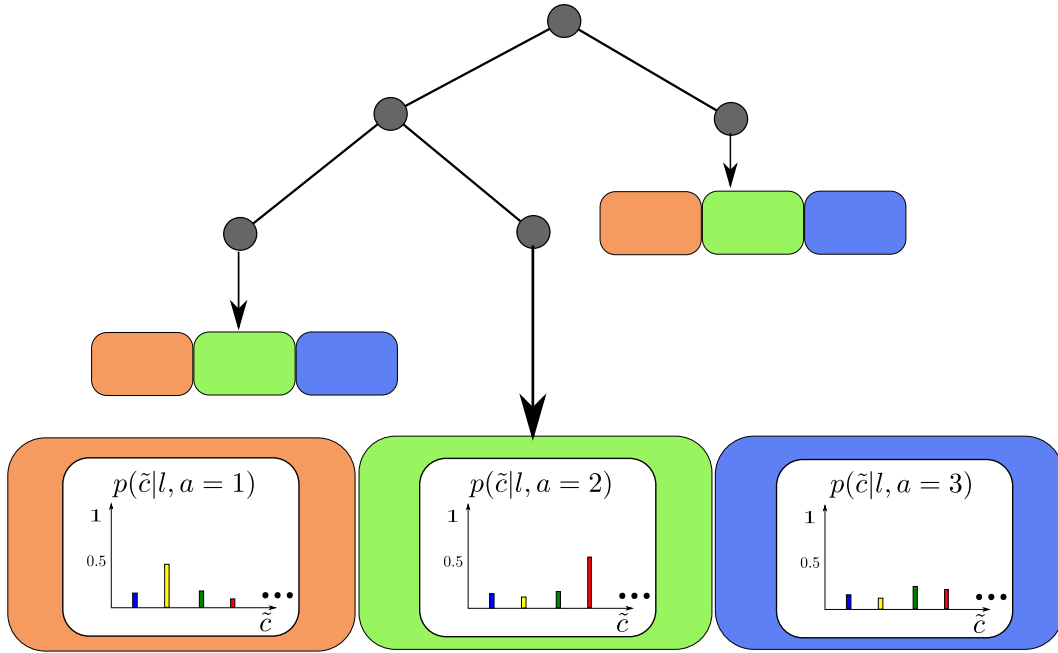 p(c̃|l, a = 1)
1
0.5
c̃
p(c̃|l, a = 2)
1
0.5
c̃
p(c̃|l, a = 3)
1
0.5
c̃